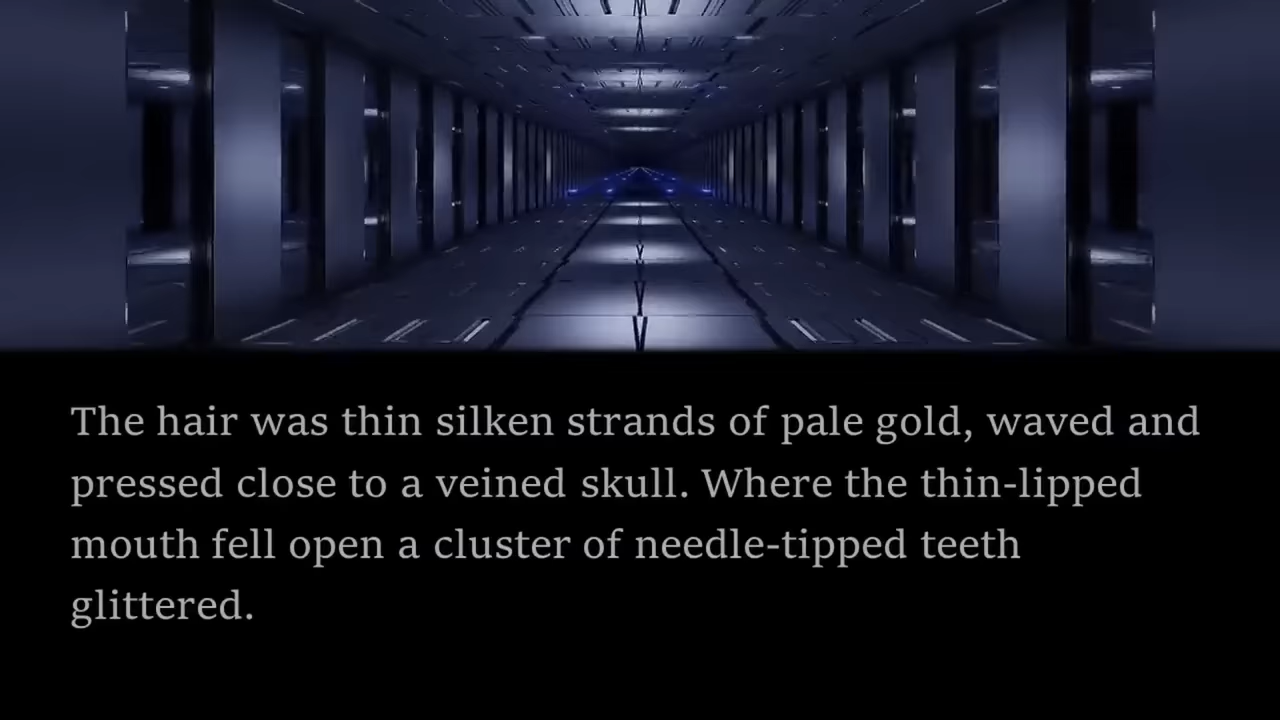 The hair was thin silken strands of pale gold, waved and
pressed close to a veined skull. Where the thin-lipped
mouth fell open a cluster of needle-tipped teeth
glittered.